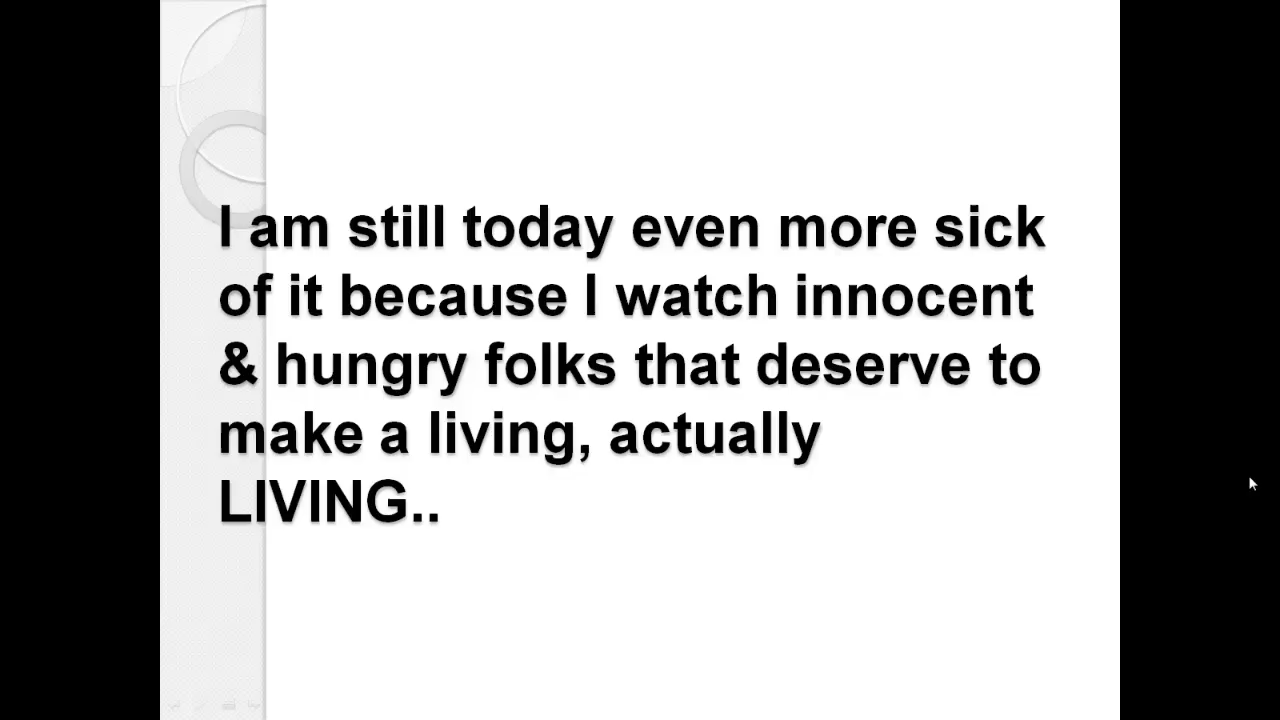 I am still today even more sick
of it because I watch innocent
& hungry folks that deserve to
make a living, actually
LIVING..